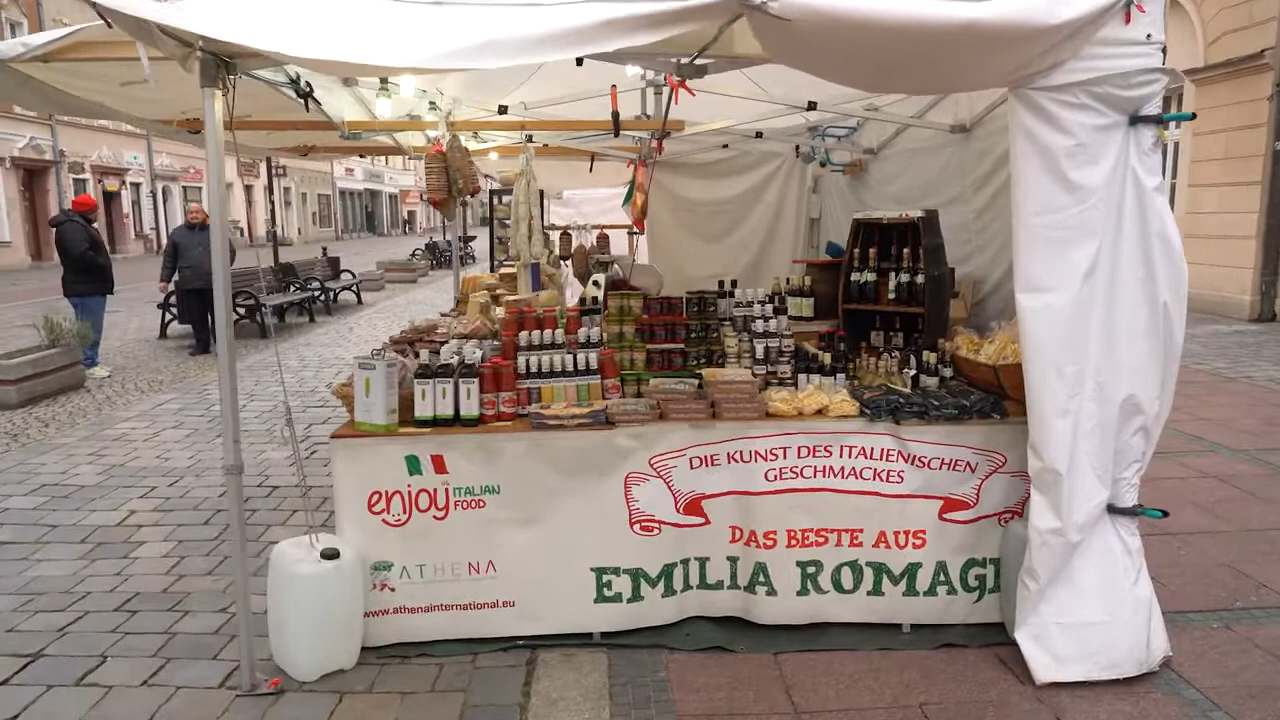 DIE KUNST DES ITALIENISCHEN
GESCHMACKES
enjoy ITALIAN
FOOD
DAS BESTE AUS
EMILIA ROMAG
ATHENA
www.athenainternational.eu